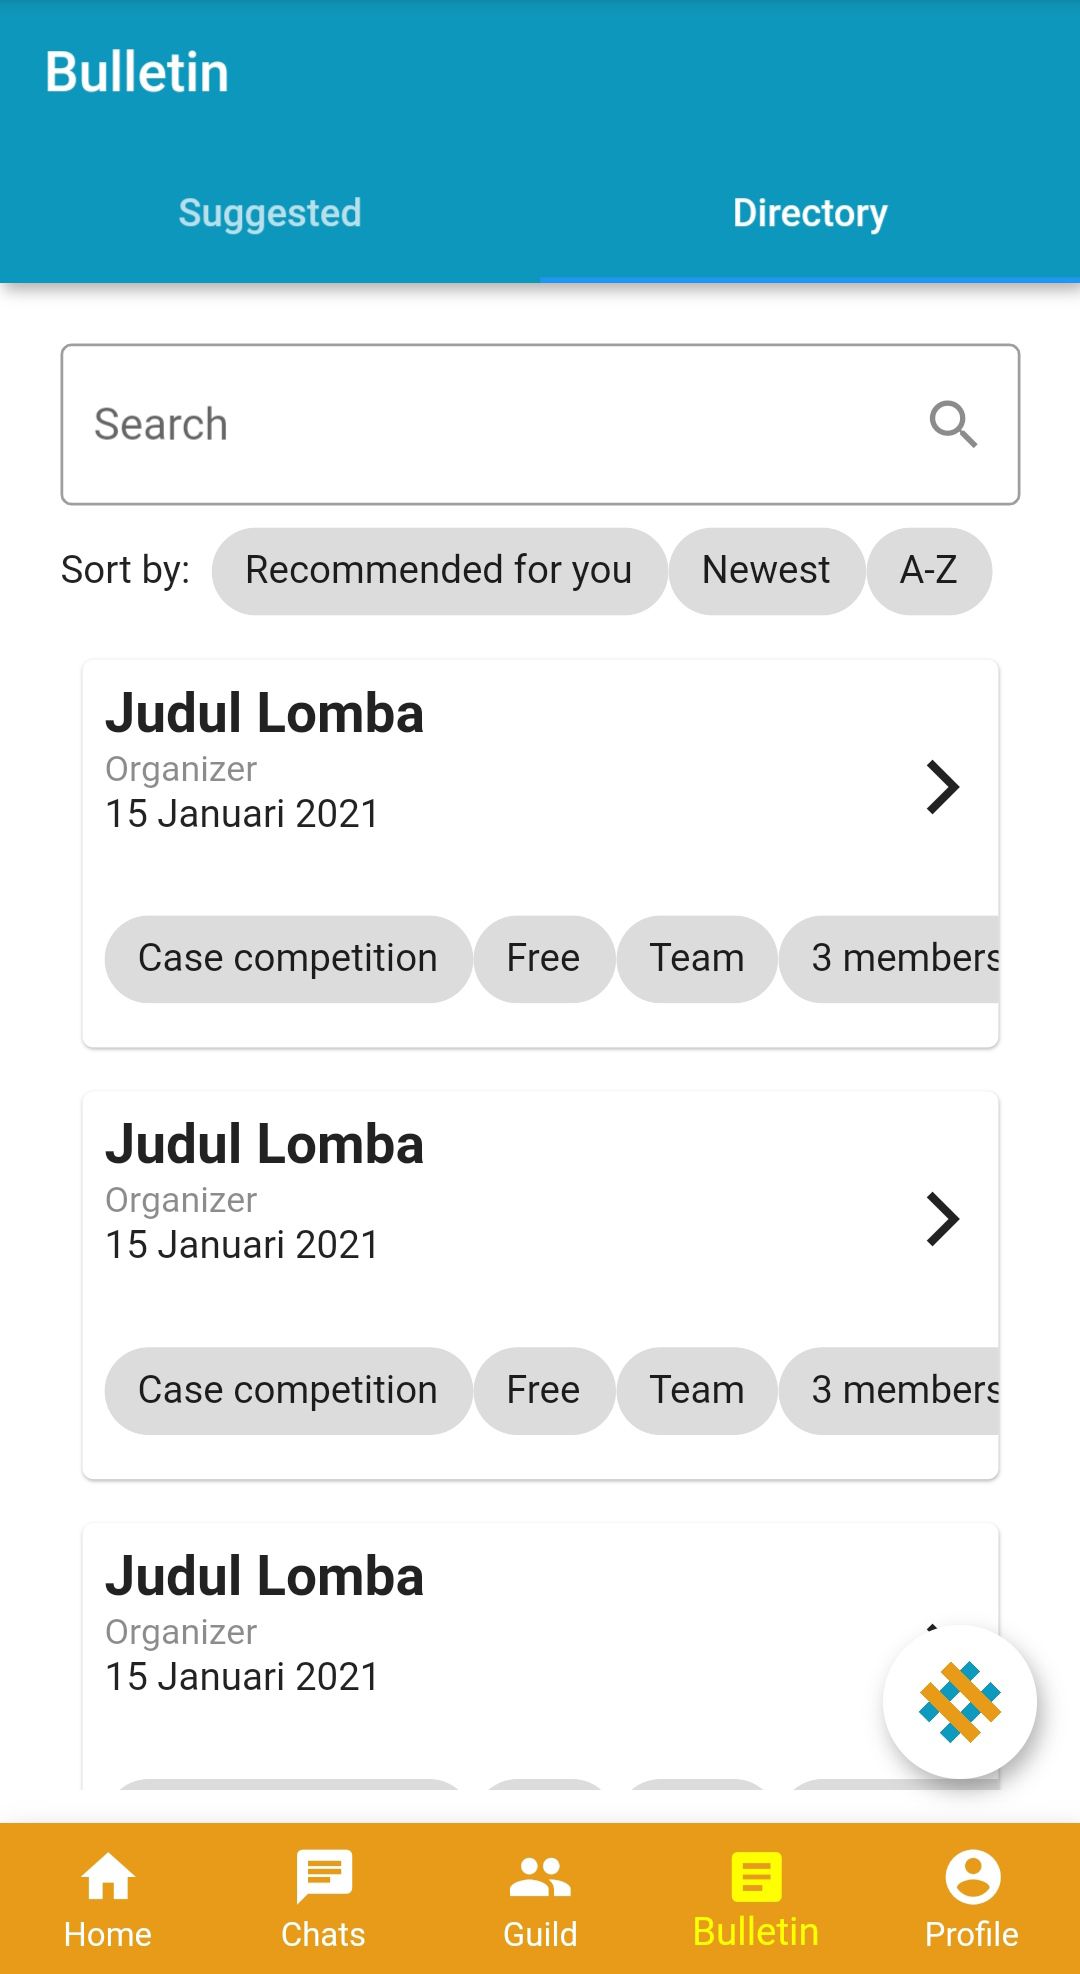 Bulletin
Suggested Directory
Search
Sort by: Recommended for you Newest A-Z
Judul Lomba
Organizer
15 Januari 2021
Case competition Free Team 3 members
Judul Lomba
Organizer
15 Januari 2021
Case competition Free Team 3 members
Judul Lomba
Organizer
15 Januari 2021
Home Chats Guild Bulletin Profile